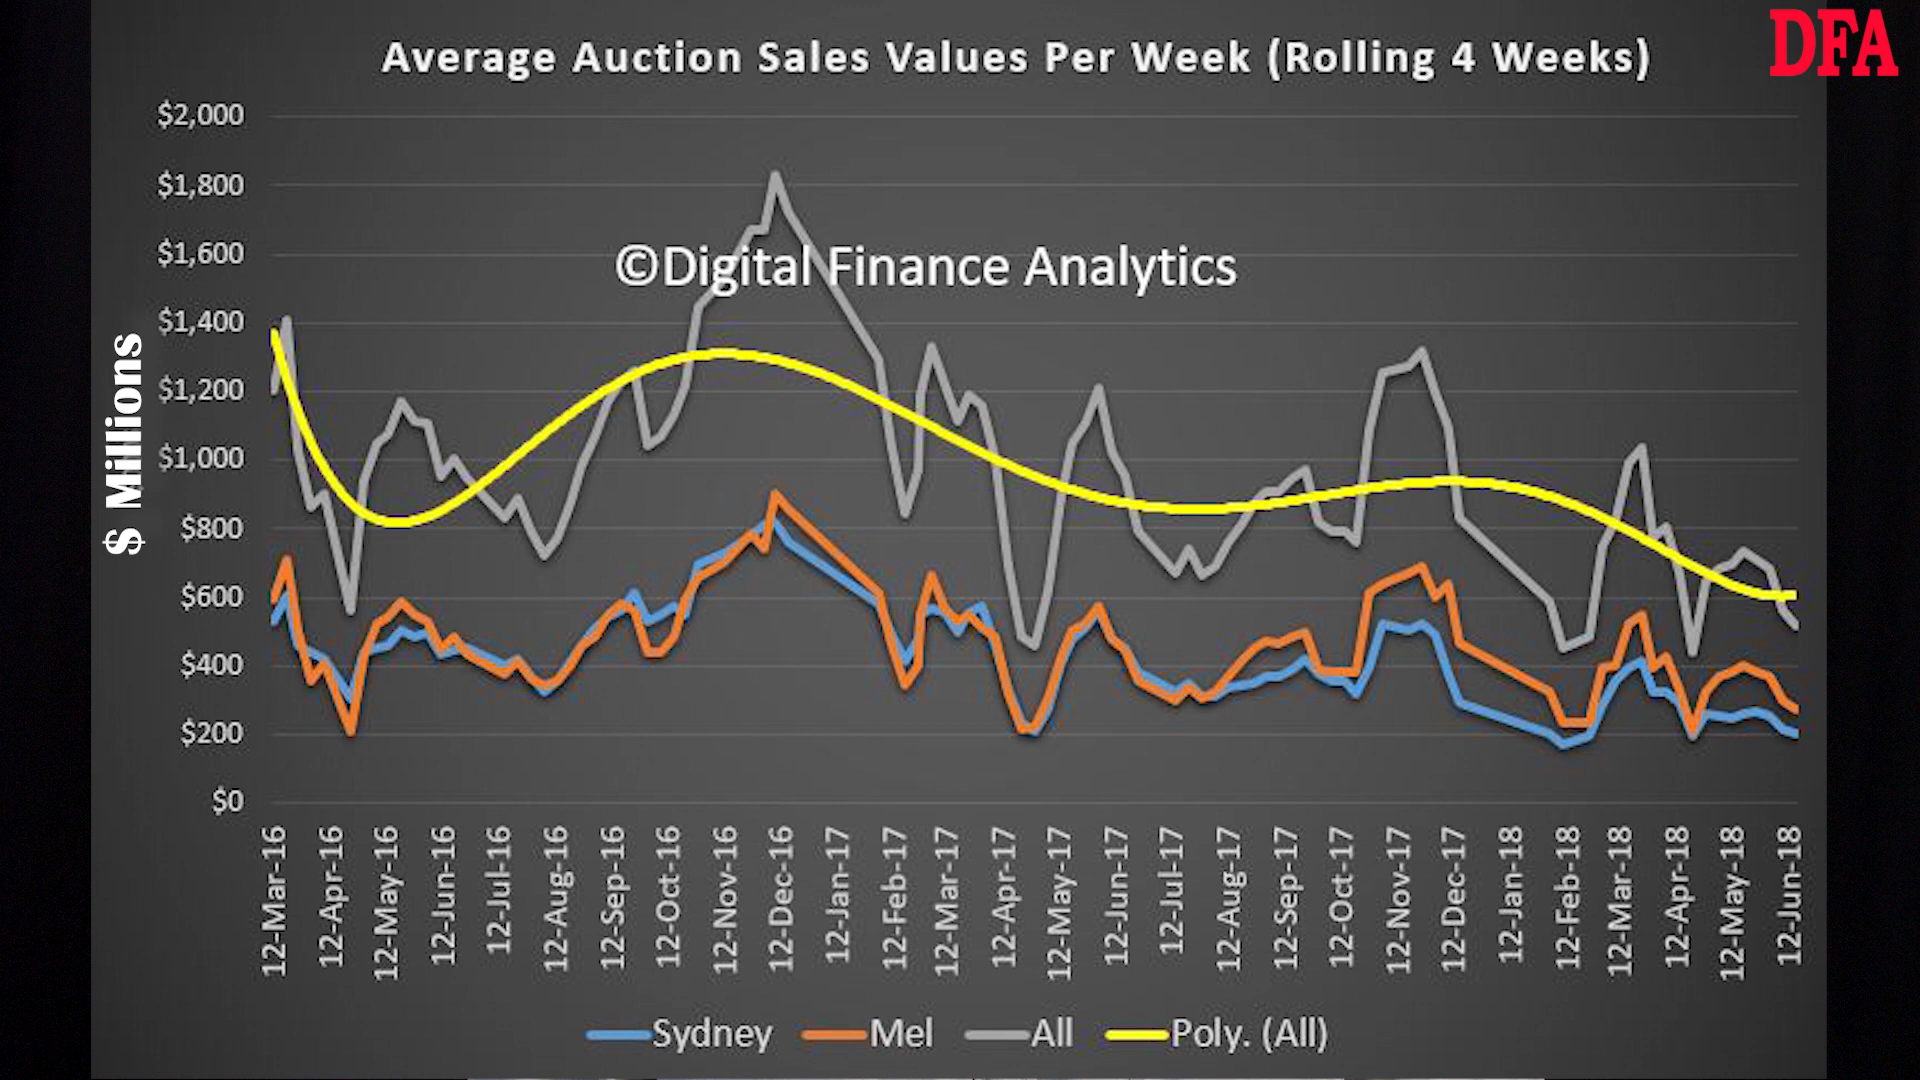 Average Auction Sales Values Per Week (Rolling 4 Weeks)
DFA
$2,000
$1,800
$1,600
$1,400
$1,200
$1,000
$800
$600
$400
$200
$0
$ Millions
©Digital Finance Analytics
12-Mar-16
12-Apr-16
12-May-16
12-Jun-16
12-Jul-16
12-Aug-16
12-Sep-16
12-Oct-16
12-Nov-16
12-Dec-16
12-Jan-17
12-Feb-17
12-Mar-17
12-Apr-17
12-May-17
12-Jun-17
12-Jul-17
12-Aug-17
12-Sep-17
12-Oct-17
12-Nov-17
12-Dec-17
12-Jan-18
12-Feb-18
12-Mar-18
12-Apr-18
12-May-18
12-Jun-18
Sydney
Mel
All
Poly. (All)